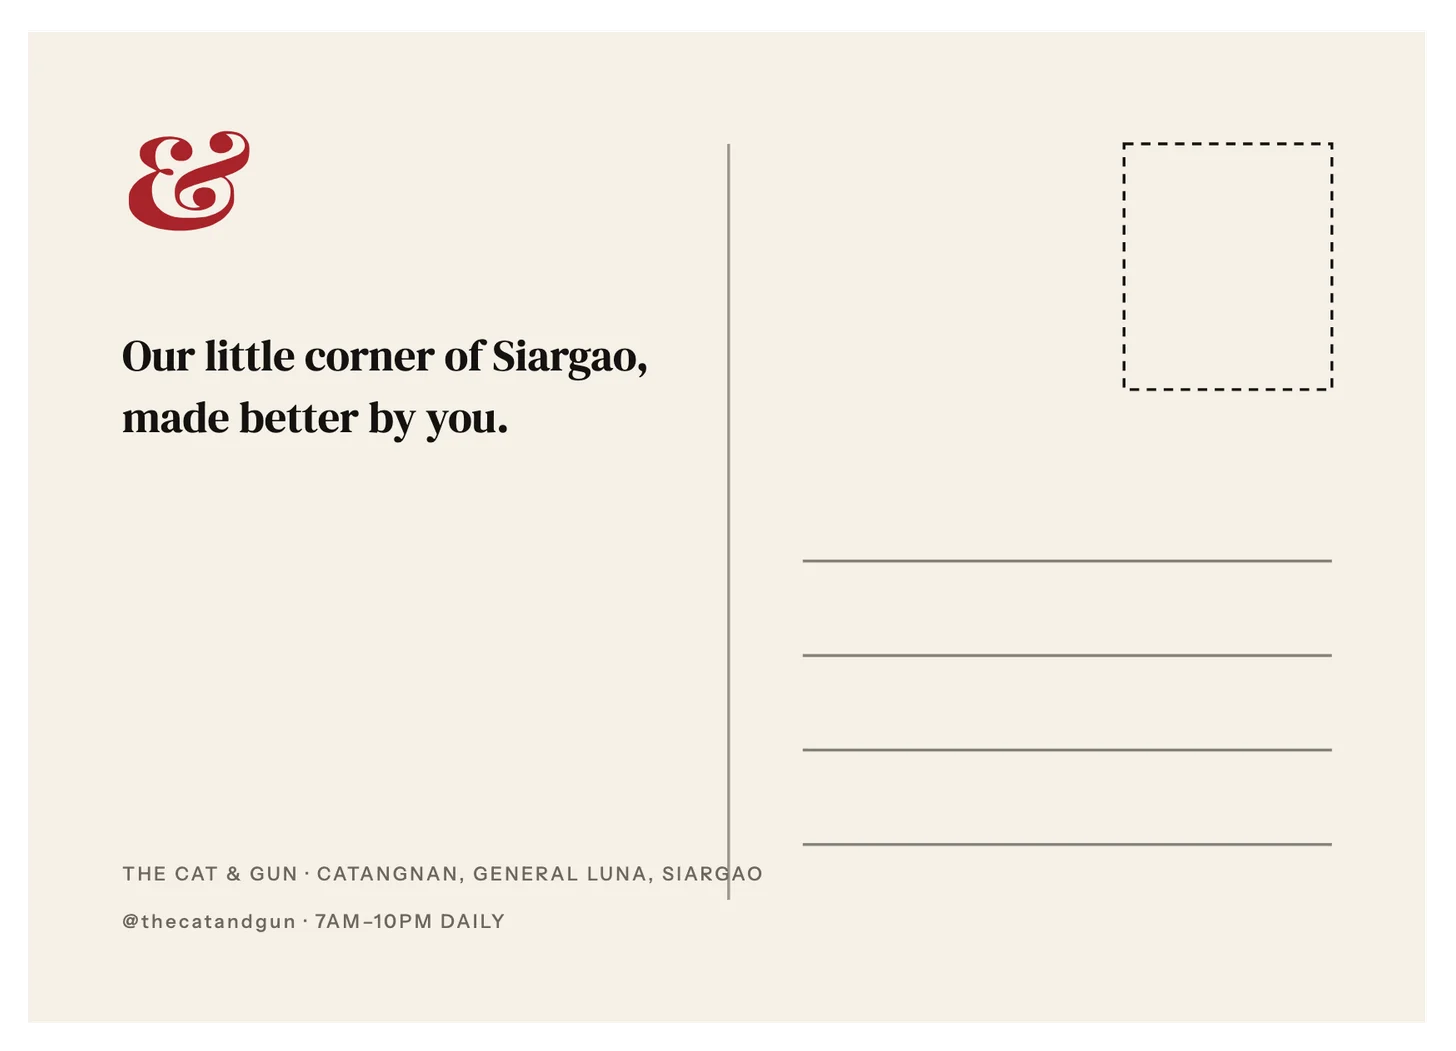 &
Our little corner of Siargao,
made better by you.
THE CAT & GUN · CATANGNAN, GENERAL LUNA, SIARGAO
@thecatandgun · 7AM–10PM DAILY